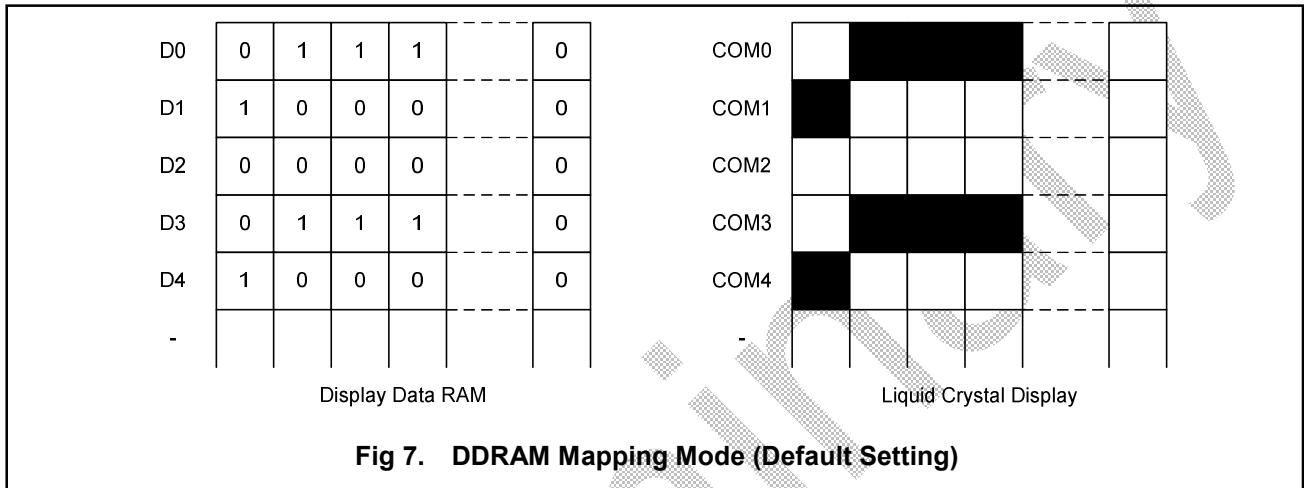 D0 0 1 1 1 0 COM0
D1 1 0 0 0 0 COM1
D2 0 0 0 0 0 COM2
D3 0 1 1 1 0 COM3
D4 1 0 0 0 0 COM4
- -
Display Data RAM Liquid Crystal Display
Fig 7. DDRAM Mapping Mode (Default Setting)